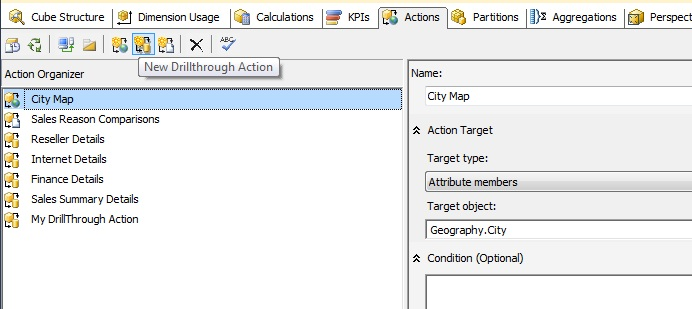 Cube Structure Dimension Usage Calculations KPIs Actions Partitions Aggregations Perspect
ABC
New Drillthrough Action
Action Organizer
City Map
Sales Reason Comparisons
Reseller Details
Internet Details
Finance Details
Sales Summary Details
My DrillThrough Action
Name:
City Map
Action Target
Target type:
Attribute members
Target object:
Geography.City
Condition (Optional)